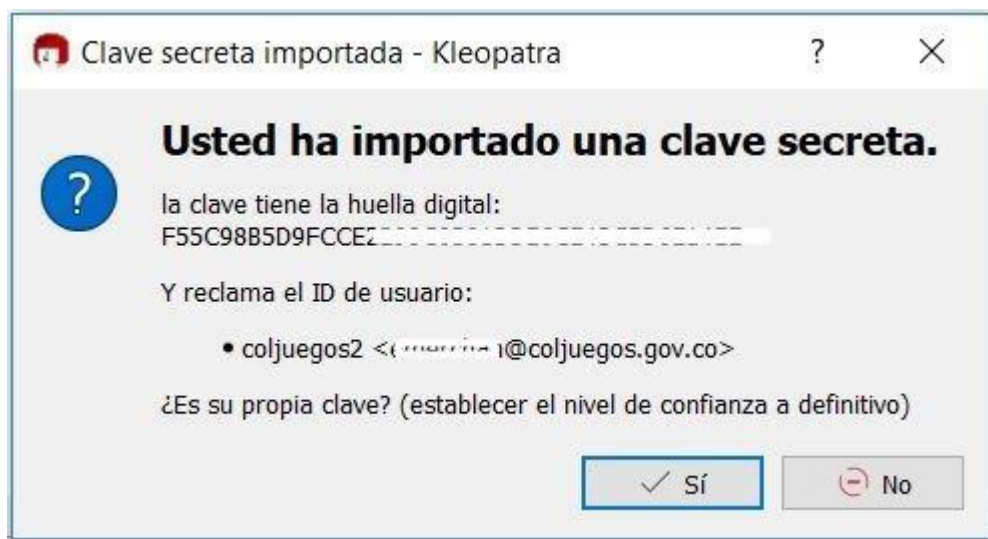 Clave secreta importada - Kleopatra ?
Usted ha importado una clave secreta.
la clave tiene la huella digital:
F55C98B5D9FCCE
Y reclama el ID de usuario:
• coljuegos2 < @coljuegos.gov.co>
¿Es su propia clave? (establecer el nivel de confianza a definitivo)
Sí
No